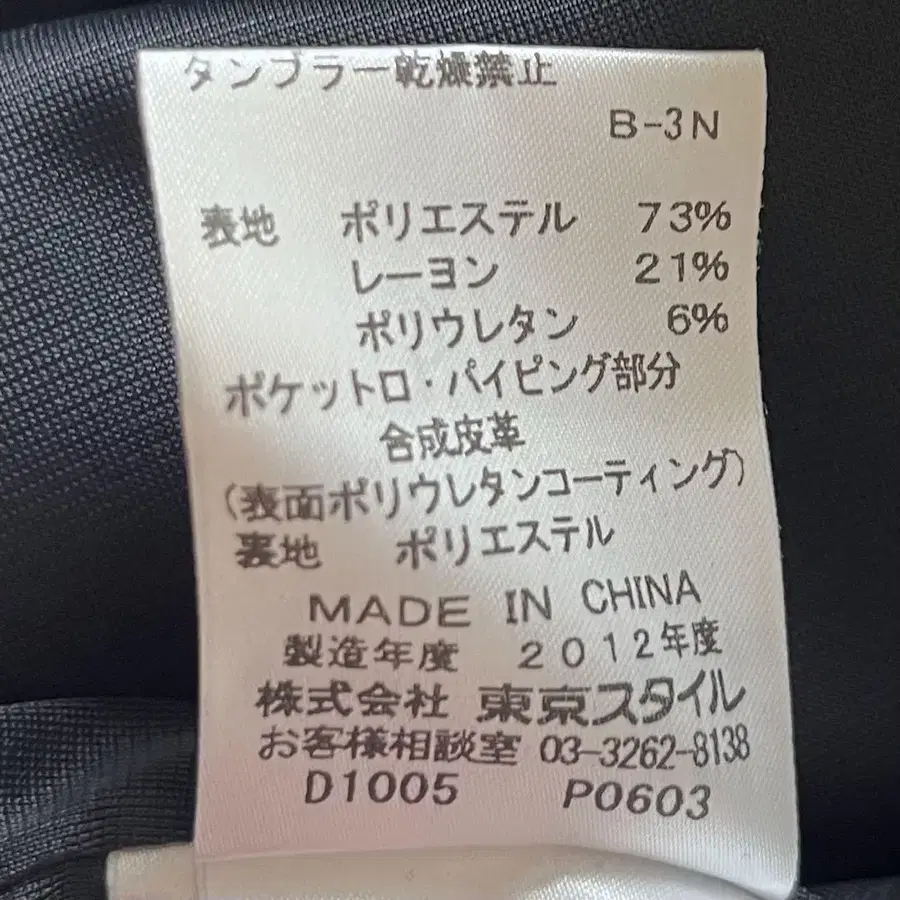 タンブラー乾燥禁止
B-3N
表地 ポリエステル 73%
レーヨン 21%
ポリウレタン 6%
ポケット口・パイピング部分
合成皮革
(表面ポリウレタンコーティング)
裏地 ポリエステル
MADE IN CHINA
製造年度 2012年度
株式会社 東京スタイル
お客様相談室 03-3262-8138
D1005 P0603